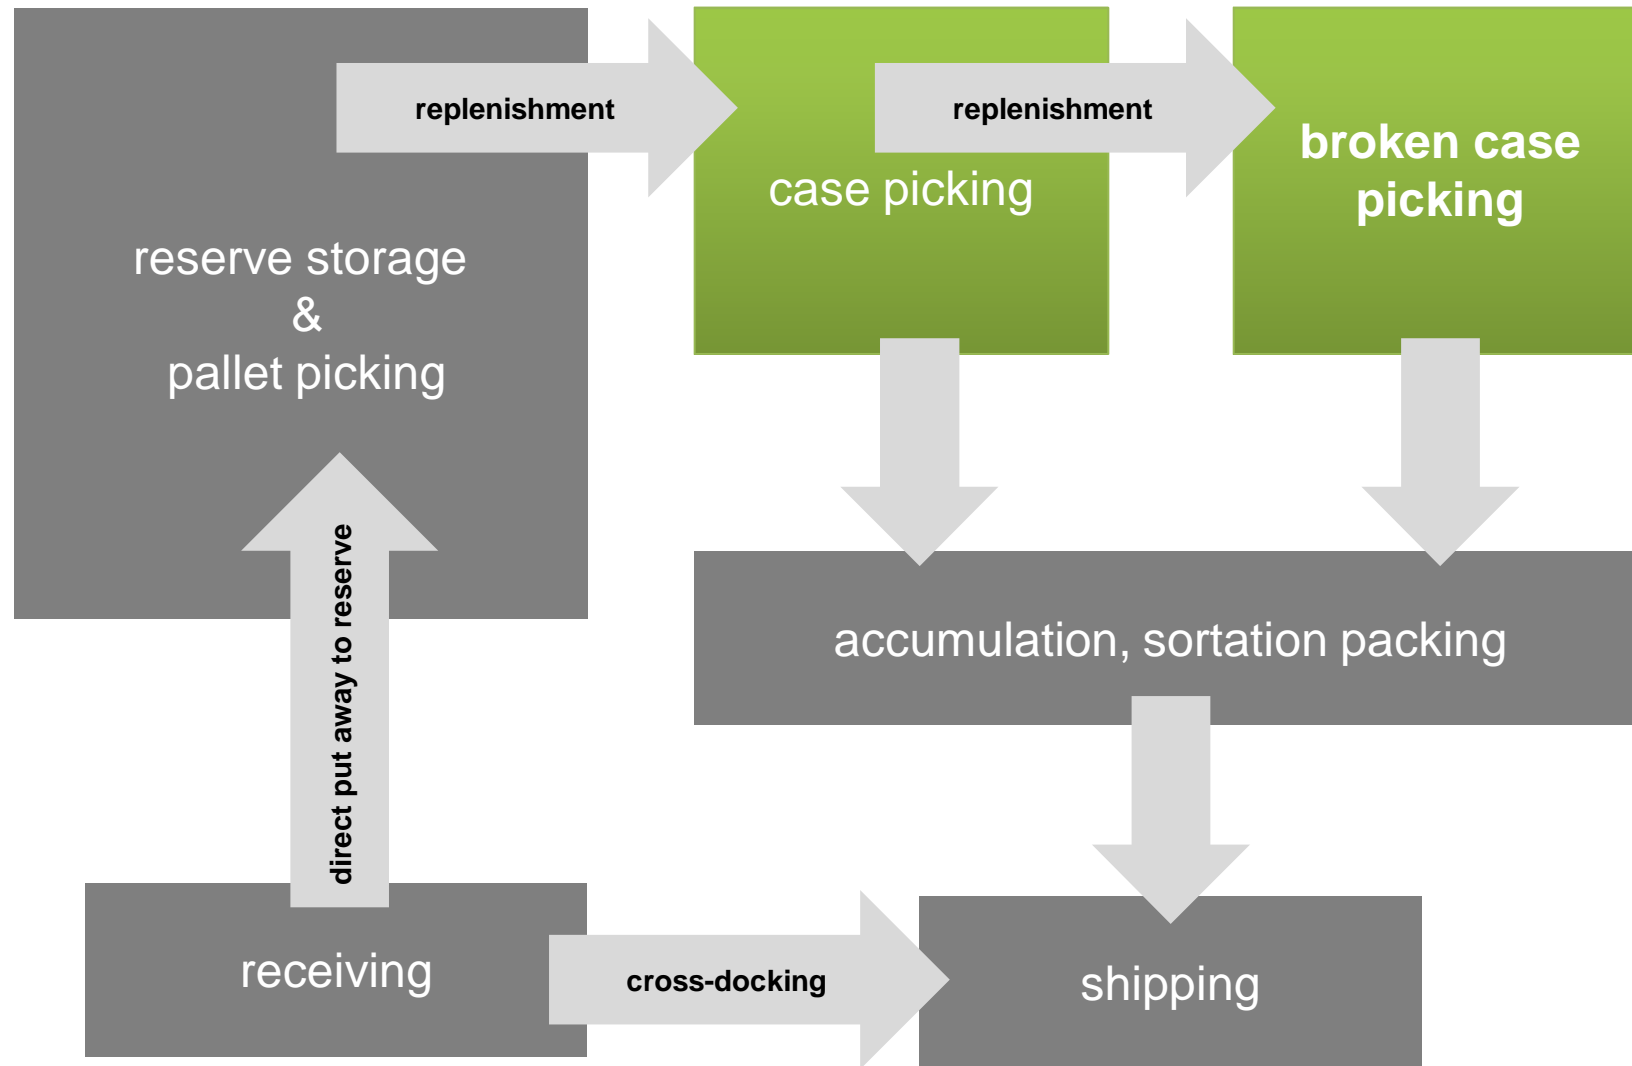 replenishment
replenishment
broken case
picking
case picking
reserve storage
&
pallet picking
direct put away to reserve
accumulation, sortation packing
receiving
cross-docking
shipping